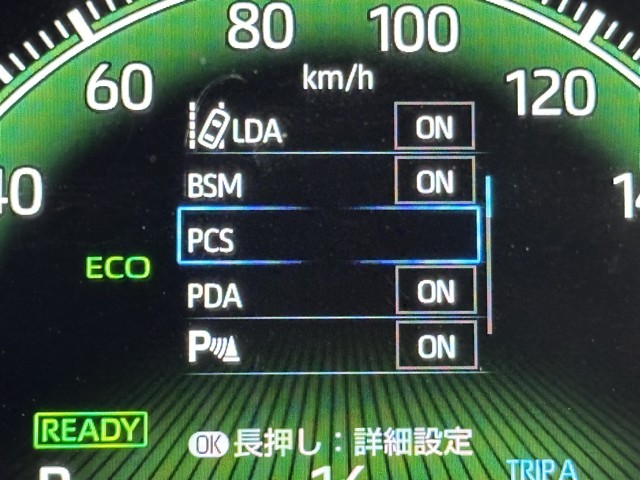 80 100
60 km/h 120
LDA ON
40
BSM ON
PCS
ECO
PDA ON
P ON
READY
OK 長押し：詳細設定
TRIP A